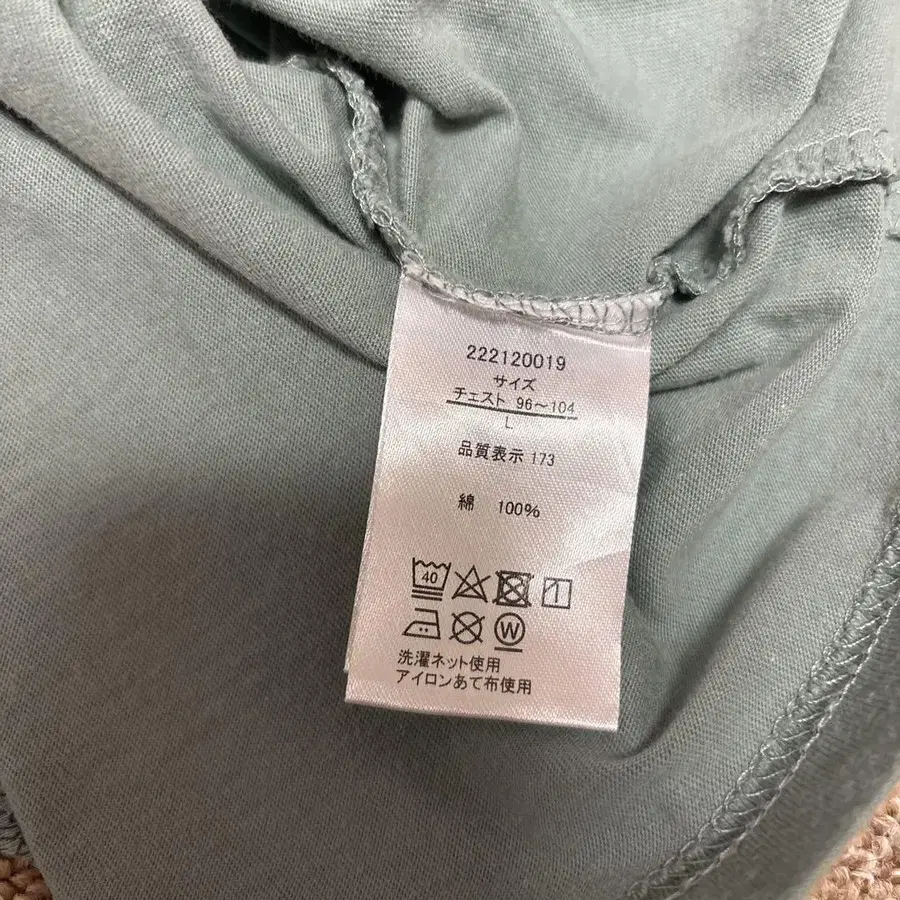 222120019
サイズ
チェスト 96～104
L
品質表示 173
綿 100%
40
W
洗濯ネット使用
アイロンあて布使用